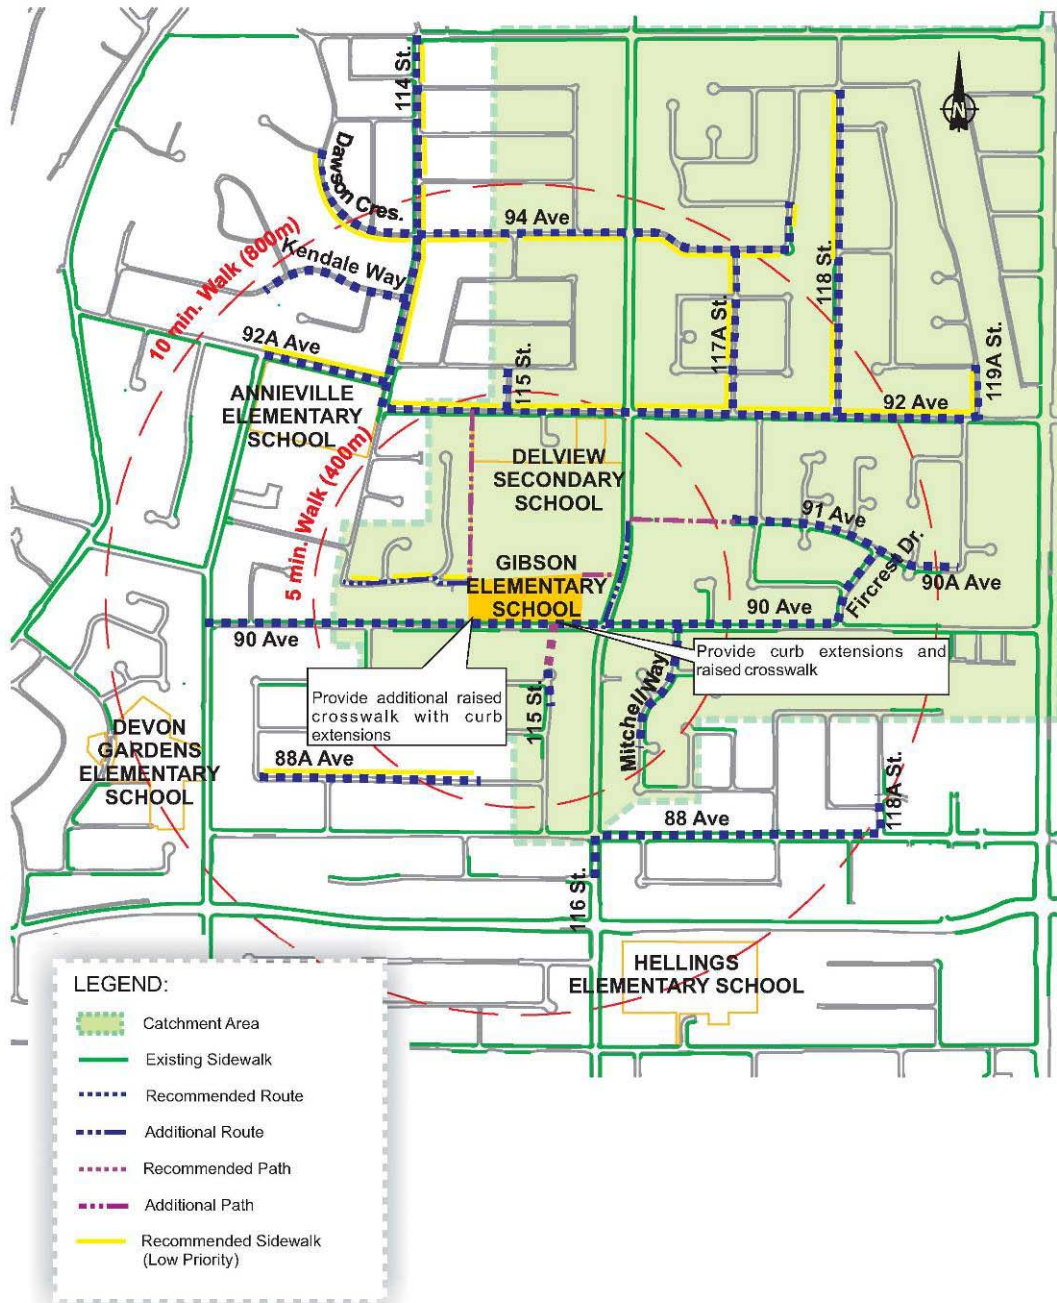 114 St.
N
Dawson Cres.
94 Ave
Kendale Way
10 min. Walk (800m)
118 St.
117A St.
92A Ave
115 St.
119A St.
92 Ave
ANNIEVILLE
ELEMENTARY
SCHOOL
5 min. Walk (400m)
DELVIEW
SECONDARY
SCHOOL
91 Ave
Fircrest Dr.
90A Ave
GIBSON
ELEMENTARY
SCHOOL
90 Ave
90 Ave
Provide curb extensions and
raised crosswalk
Provide additional raised
crosswalk with curb
extensions
115 St.
Mitchell Way
DEVON
GARDENS
ELEMENTARY
SCHOOL
88A Ave
118A St.
88 Ave
116 St.
HELLINGS
ELEMENTARY SCHOOL
LEGEND:
Catchment Area
Existing Sidewalk
Recommended Route
Additional Route
Recommended Path
Additional Path
Recommended Sidewalk
(Low Priority)